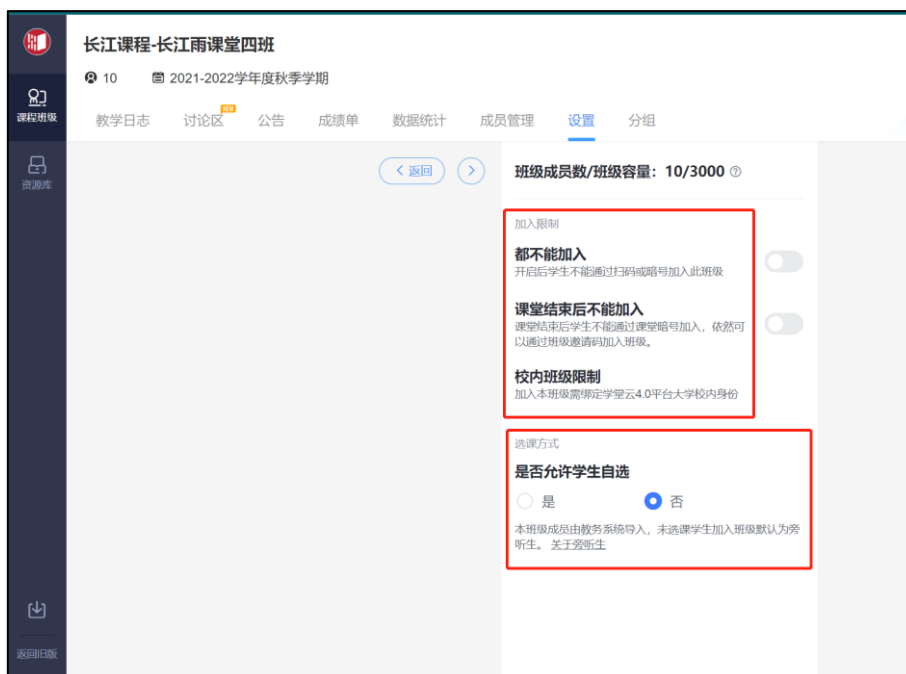 长江课程-长江雨课堂四班
10 2021-2022学年度秋季学期
课程班级
教学日志 讨论区 NEW 公告 成绩单 数据统计 成员管理 设置 分组
资源库
返回
班级成员数/班级容量：10/3000
加入限制
都不能加入
开启后学生不能通过扫码或暗号加入此班级
课堂结束后不能加入
课堂结束后学生不能通过课堂暗号加入，依然可
以通过班级邀请码加入班级。
校内班级限制
加入本班级需绑定学堂云4.0平台大学校内身份
选课方式
是否允许学生自选
是 否
本班级成员由教务系统导入，未选课学生加入班级默认为旁
听生。 关于旁听生
返回旧版